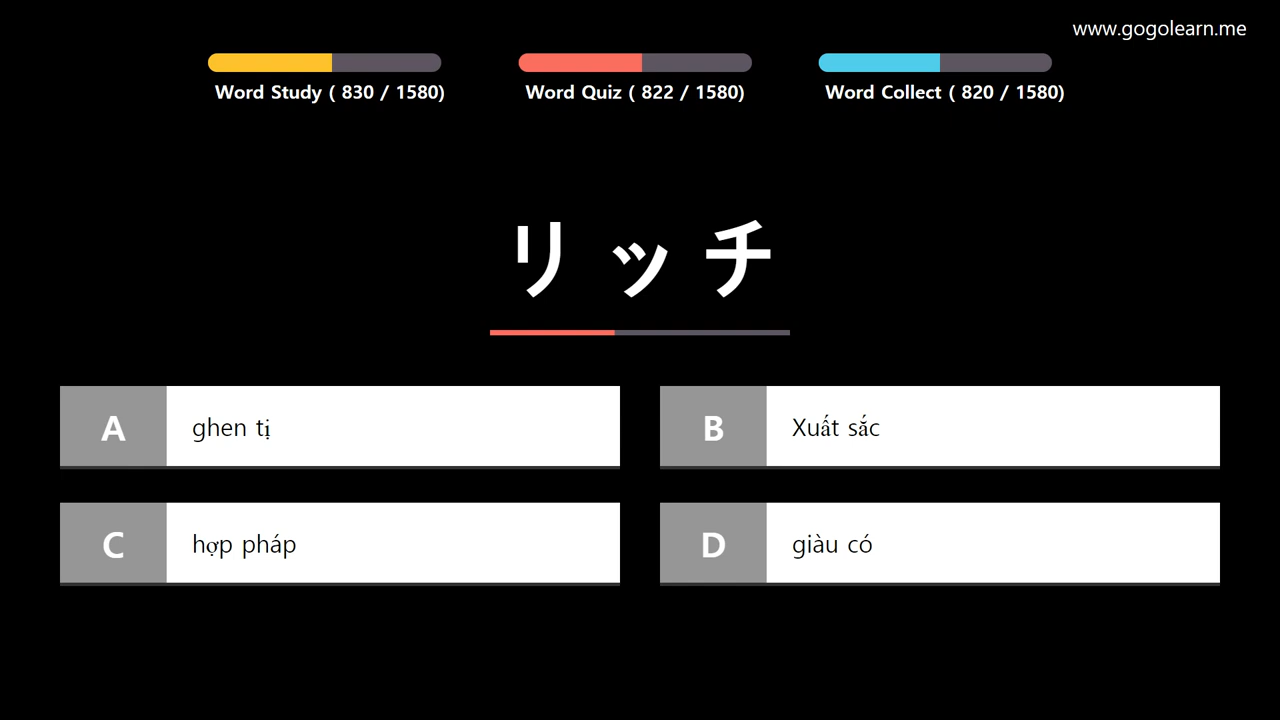 www.gogolearn.me
Word Study ( 830 / 1580)
Word Quiz ( 822 / 1580)
Word Collect ( 820 / 1580)
リッチ
A ghen tị
B Xuất sắc
C hợp pháp
D giàu có